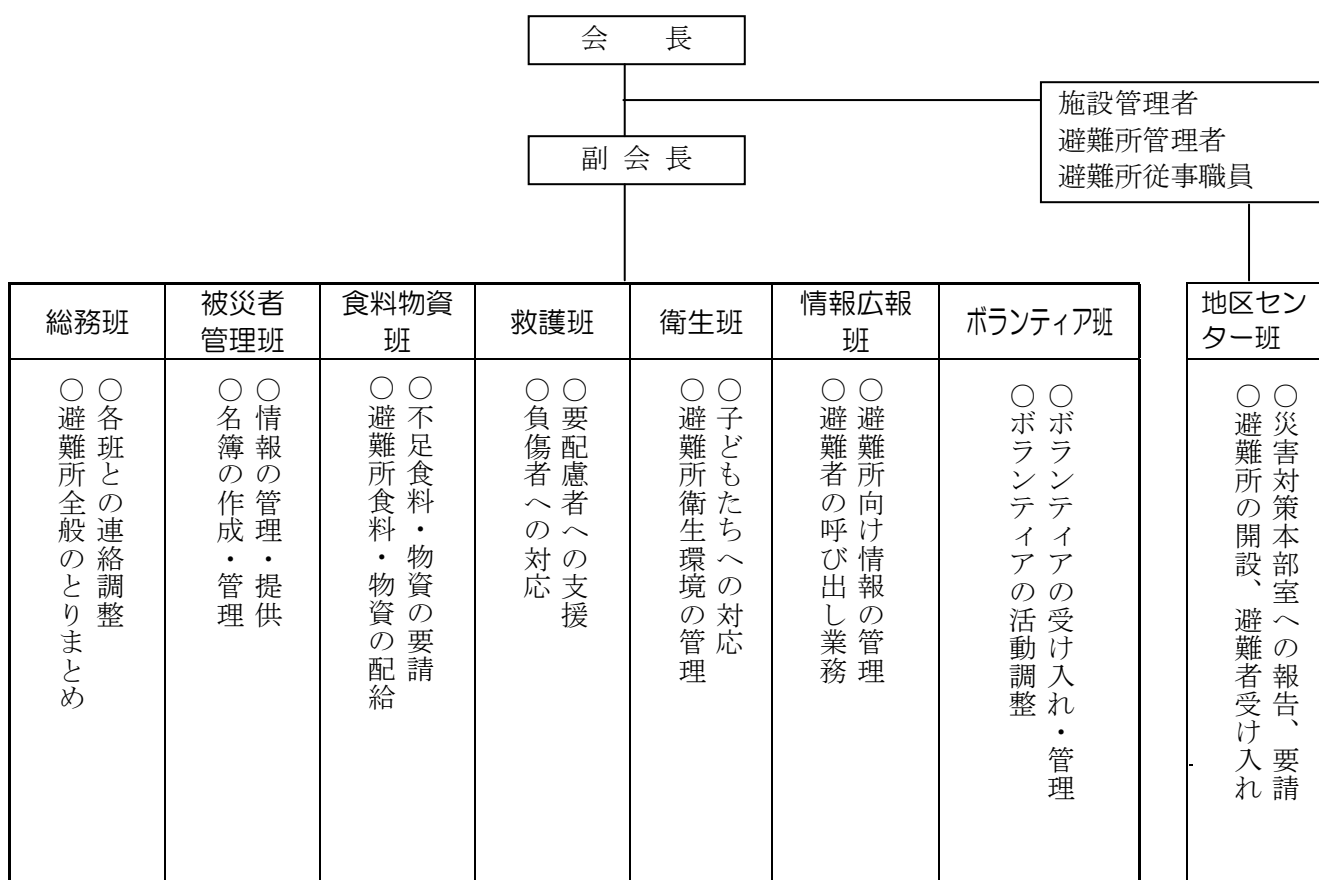 会　長
施設管理者
避難所管理者
避難所従事職員
副 会 長
総務班
○各班との連絡調整
○避難所全般のとりまとめ
被災者
管理班
○情報の管理・提供
○名簿の作成・管理
食料物資
班
○不足食料・物資の要請
○避難所食料・物資の配給
救護班
○要配慮者への支援
○負傷者への対応
衛生班
○子どもたちへの対応
○避難所衛生環境の管理
情報広報
班
○避難所向け情報の管理
○避難者の呼び出し業務
ボランティア班
○ボランティアの受け入れ・管理
○ボランティアの活動調整
地区セン
ター班
○災害対策本部室への報告、要請
○避難所の開設、避難者受け入れ